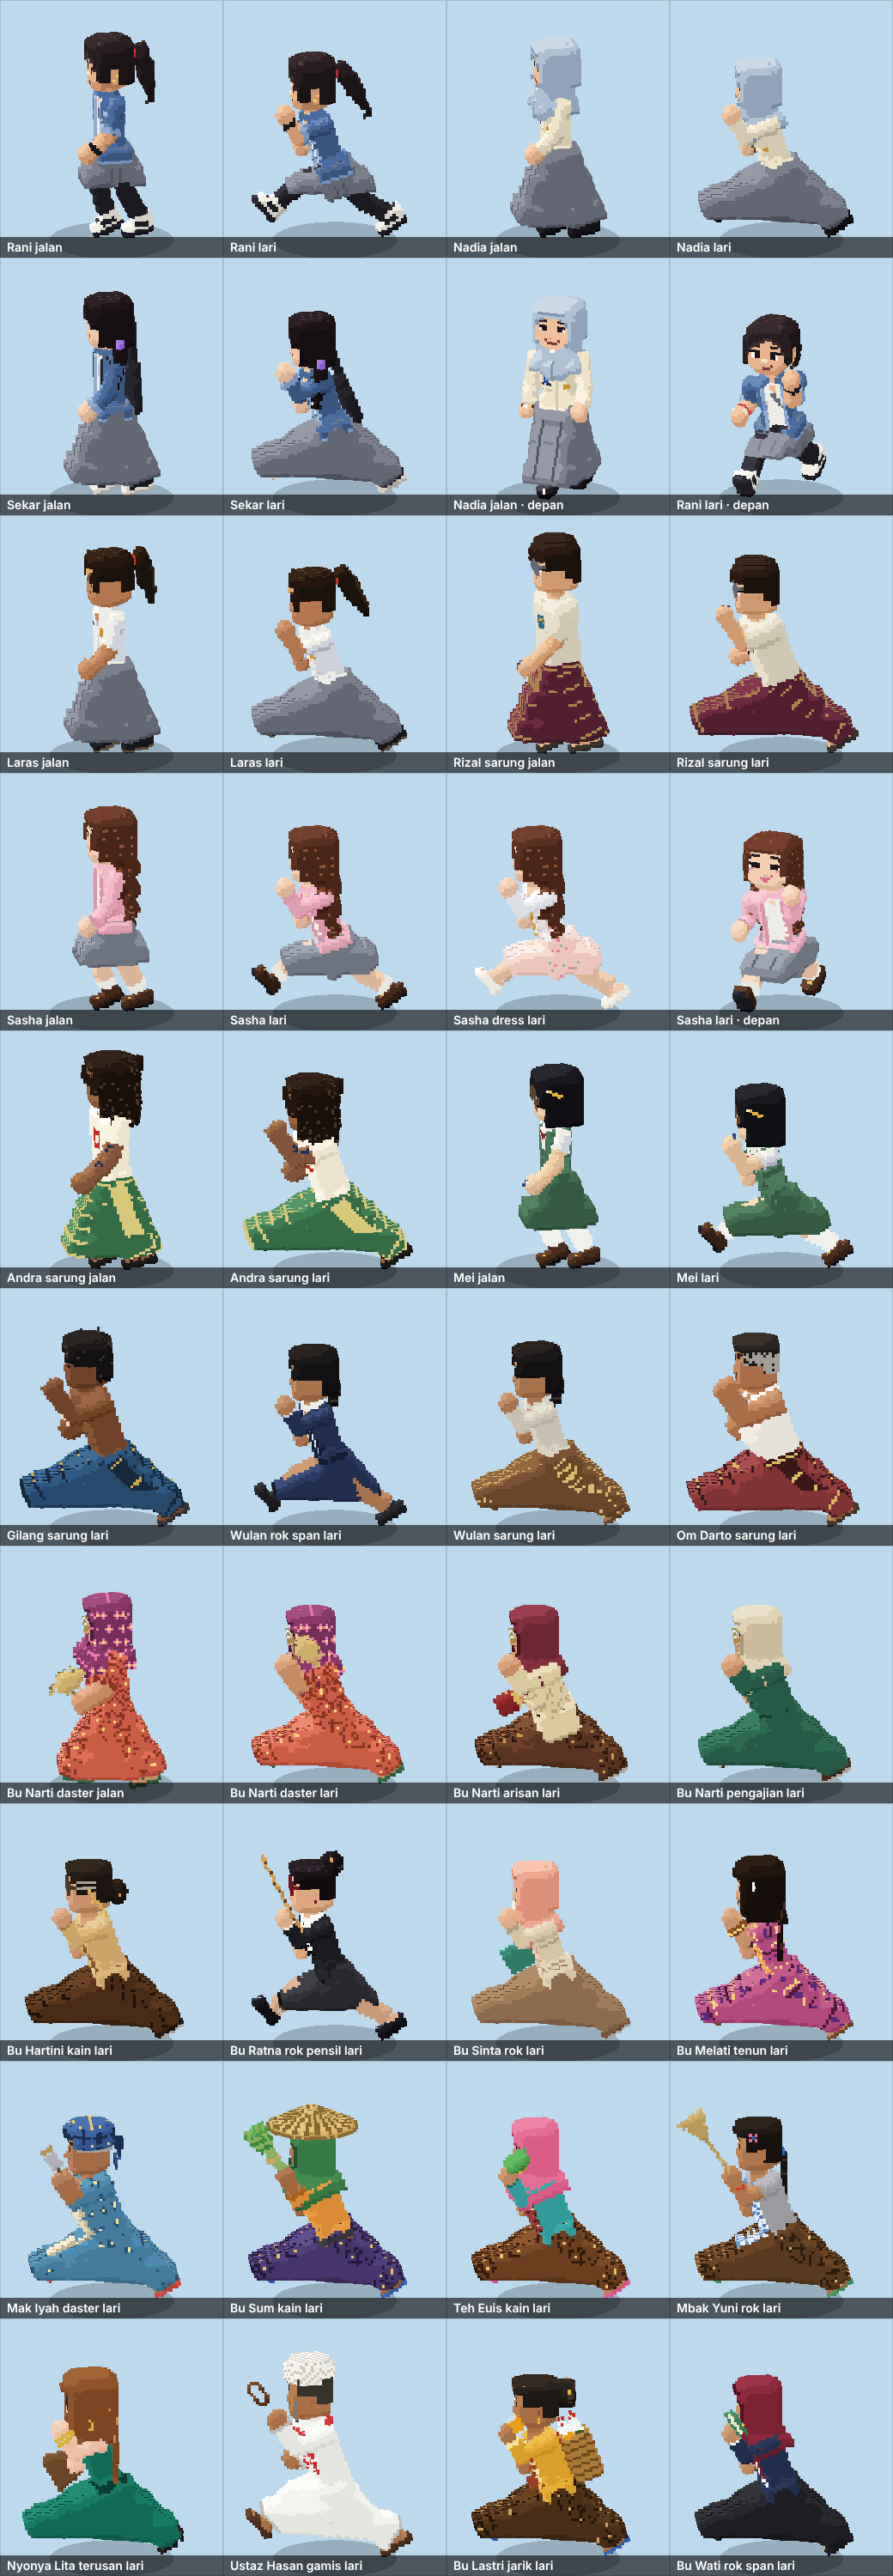 Rani jalan
Rani lari
Nadia jalan
Nadia lari
Sekar jalan
Sekar lari
Nadia jalan · depan
Rani lari · depan
Laras jalan
Laras lari
Rizal sarung jalan
Rizal sarung lari
Sasha jalan
Sasha lari
Sasha dress lari
Sasha lari · depan
Andra sarung jalan
Andra sarung lari
Mei jalan
Mei lari
Gilang sarung lari
Wulan rok span lari
Wulan sarung lari
Om Darto sarung lari
Bu Narti daster jalan
Bu Narti daster lari
Bu Narti arisan lari
Bu Narti pengajian lari
Bu Hartini kain lari
Bu Ratna rok pensil lari
Bu Sinta rok lari
Bu Melati tenun lari
Mak Iyah daster lari
Bu Sum kain lari
Teh Euis kain lari
Mbak Yuni rok lari
Nyonya Lita terusan lari
Ustaz Hasan gamis lari
Bu Lastri jarik lari
Bu Wati rok span lari